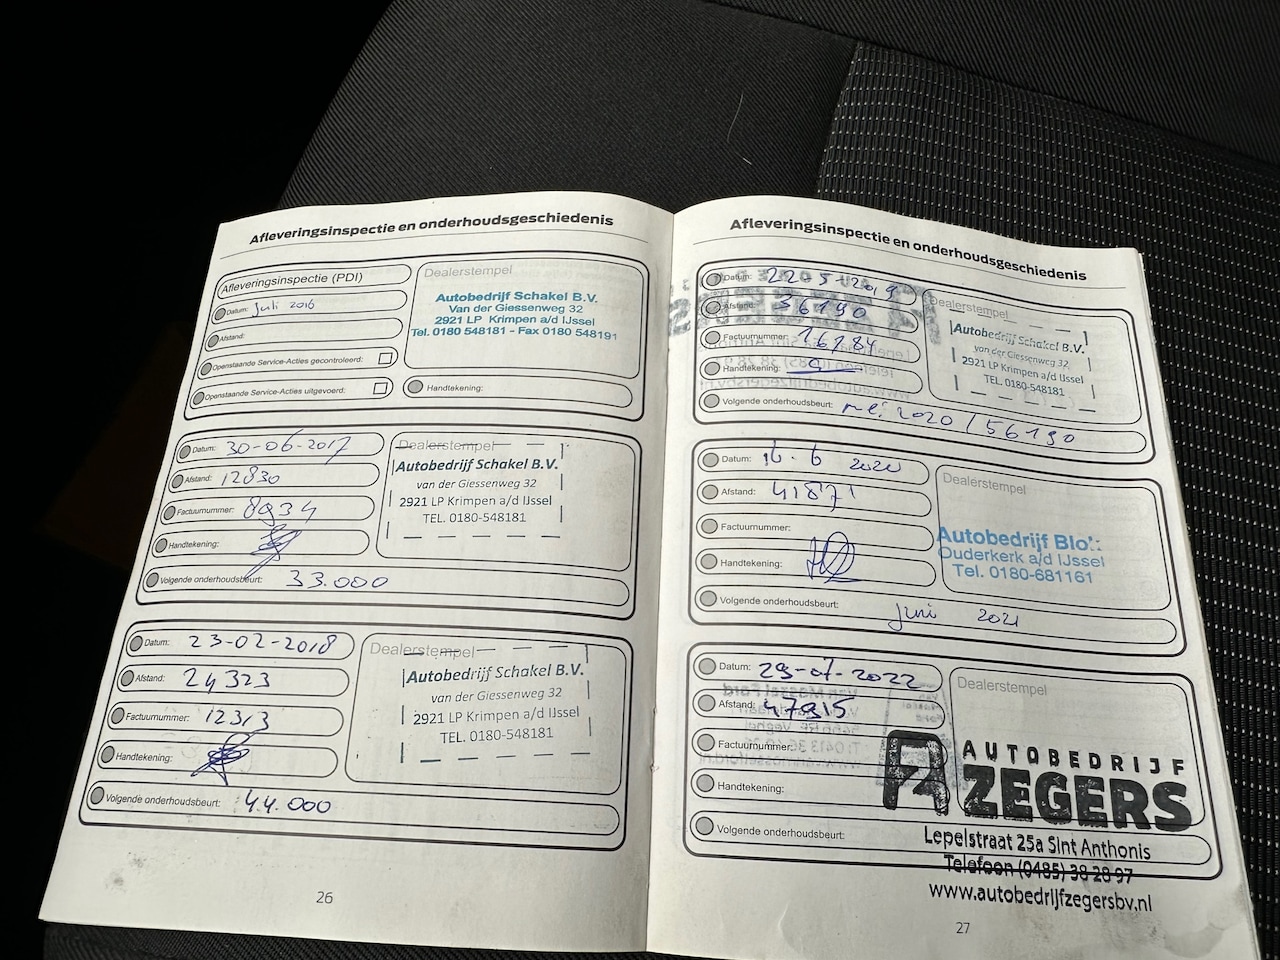 Afleveringsinspectie en onderhoudsgeschiedenis
Afleveringsinspectie (PDI)
Datum: Juli 2016
Afstand:
Openstaande Service-Acties gecontroleerd:
Openstaande Service-Acties uitgevoerd:
Dealerstempel
Autobedrijf Schakel B.V.
Van der Giessenweg 32
2921 LP Krimpen a/d IJssel
Tel. 0180 548181 - Fax 0180 548191
Handtekening:
Datum: 30-06-2017
Afstand: 12830
Factuurnummer: 8934
Handtekening:
Volgende onderhoudsbeurt: 33.000
Dealerstempel
Autobedrijf Schakel B.V.
van der Giessenweg 32
2921 LP Krimpen a/d IJssel
TEL. 0180-548181
Datum: 23-02-2018
Afstand: 24323
Factuurnummer: 12313
Handtekening:
Volgende onderhoudsbeurt: 44.000
Dealerstempel
Autobedrijf Schakel B.V.
van der Giessenweg 32
2921 LP Krimpen a/d IJssel
TEL. 0180-548181
26
Afleveringsinspectie en onderhoudsgeschiedenis
Datum: 22-5-2019
Afstand: 36190
Factuurnummer: 16784
Handtekening:
Volgende onderhoudsbeurt: mei 2020 / 56190
Dealerstempel
Autobedrijf Schakel B.V.
van der Giessenweg 32
2921 LP Krimpen a/d IJssel
TEL. 0180-548181
Datum: 16-6 2020
Afstand: 41871
Factuurnummer:
Handtekening:
Volgende onderhoudsbeurt: juni 2021
Dealerstempel
Autobedrijf Blok
Ouderkerk a/d IJssel
Tel. 0180-681161
Datum: 29-07-2022
Afstand: 47915
Factuurnummer:
Handtekening:
Volgende onderhoudsbeurt:
Dealerstempel
AUTOBEDRIJF
ZEGERS
Lepelstraat 25a Sint Anthonis
Telefoon (0485) 38 28 97
www.autobedrijfzegersbv.nl
27